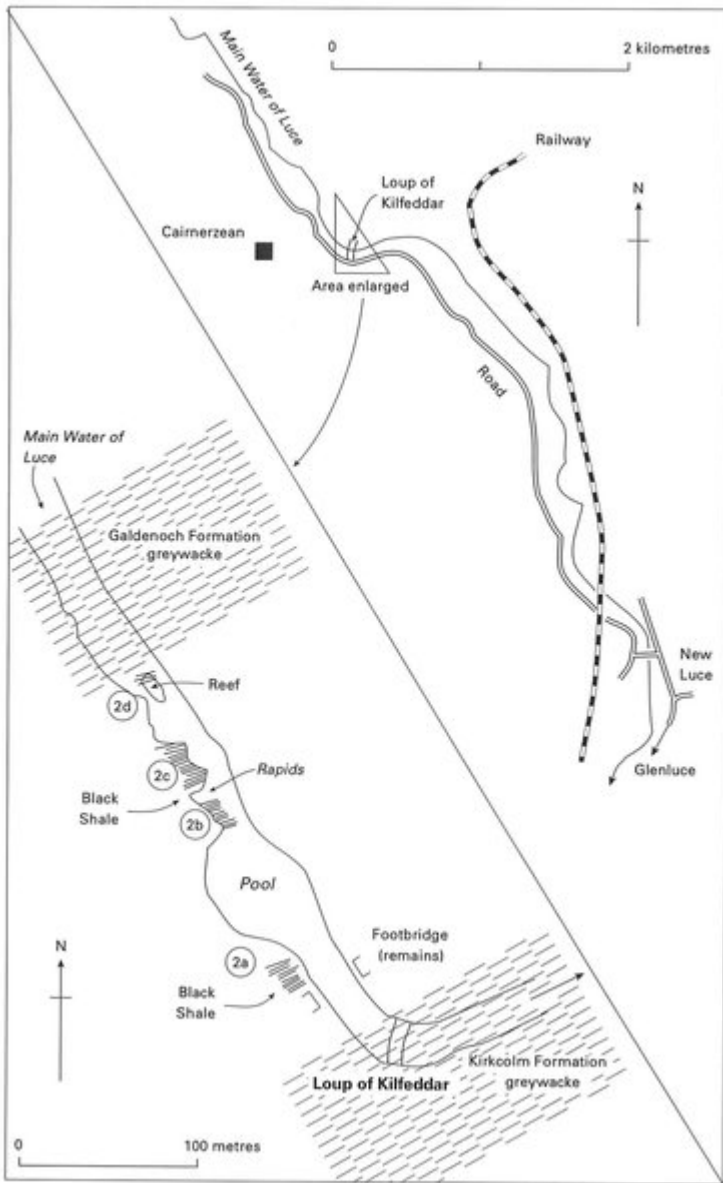 0
2 kilometres
Main Water of Luce
Railway
Loup of
Kilfeddar
N
Cairnerzean
Area enlarged
Road
Main Water of
Luce
Galdenoch Formation
greywacke
New
Luce
Reef
2d
Glenluce
Rapids
2c
Black
Shale
2b
Pool
Footbridge
(remains)
N
2a
Black
Shale
Loup of Kilfeddar
Kirkcolm Formation
greywacke
0
100 metres